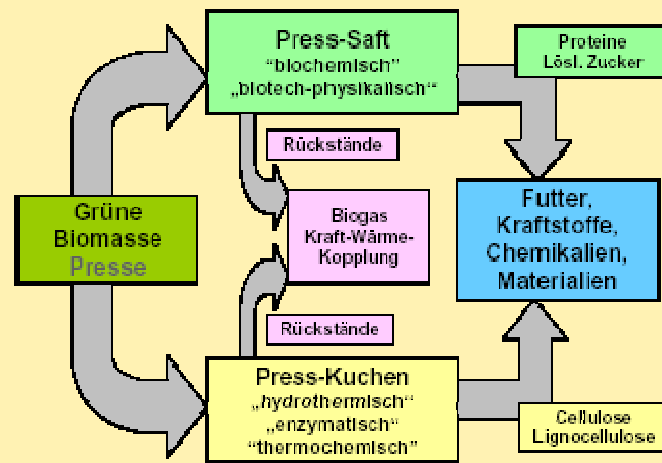 Press-Saft
“biochemisch”
„biotech-physikalisch“
Proteine
Lösl. Zucker
Rückstände
Grüne
Biomasse
Presse
Biogas
Kraft-Wärme-
Kopplung
Futter,
Kraftstoffe,
Chemikalien,
Materialien
Rückstände
Press-Kuchen
„hydrothermisch“
„enzymatisch“
“thermochemisch”
Cellulose
Lignocellulose